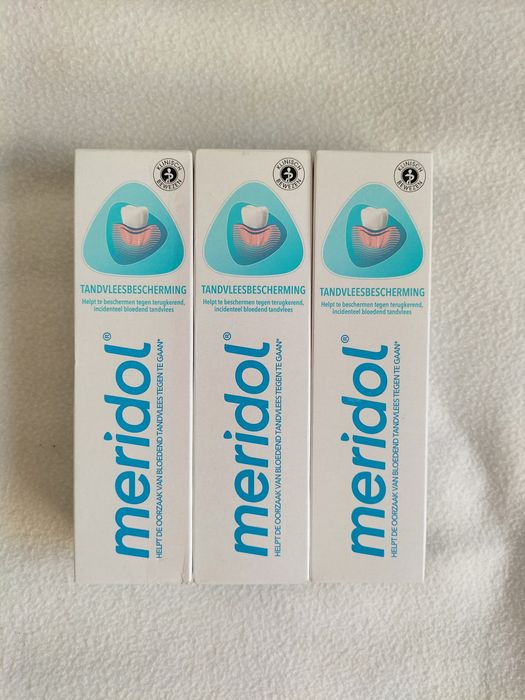 KLINISCH
BEWEZEN
TANDVLEESBESCHERMING
Helpt te beschermen tegen terugkerend,
incidenteel bloedend tandvlees
meridol®
HELPT DE OORZAAK VAN BLOEDEND TANDVLEES TEGEN TE GAAN*
KLINISCH
BEWEZEN
TANDVLEESBESCHERMING
Helpt te beschermen tegen terugkerend,
incidenteel bloedend tandvlees
meridol®
HELPT DE OORZAAK VAN BLOEDEND TANDVLEES TEGEN TE GAAN*
KLINISCH
BEWEZEN
TANDVLEESBESCHERMING
Helpt te beschermen tegen terugkerend,
incidenteel bloedend tandvlees
meridol®
HELPT DE OORZAAK VAN BLOEDEND TANDVLEES TEGEN TE GAAN*